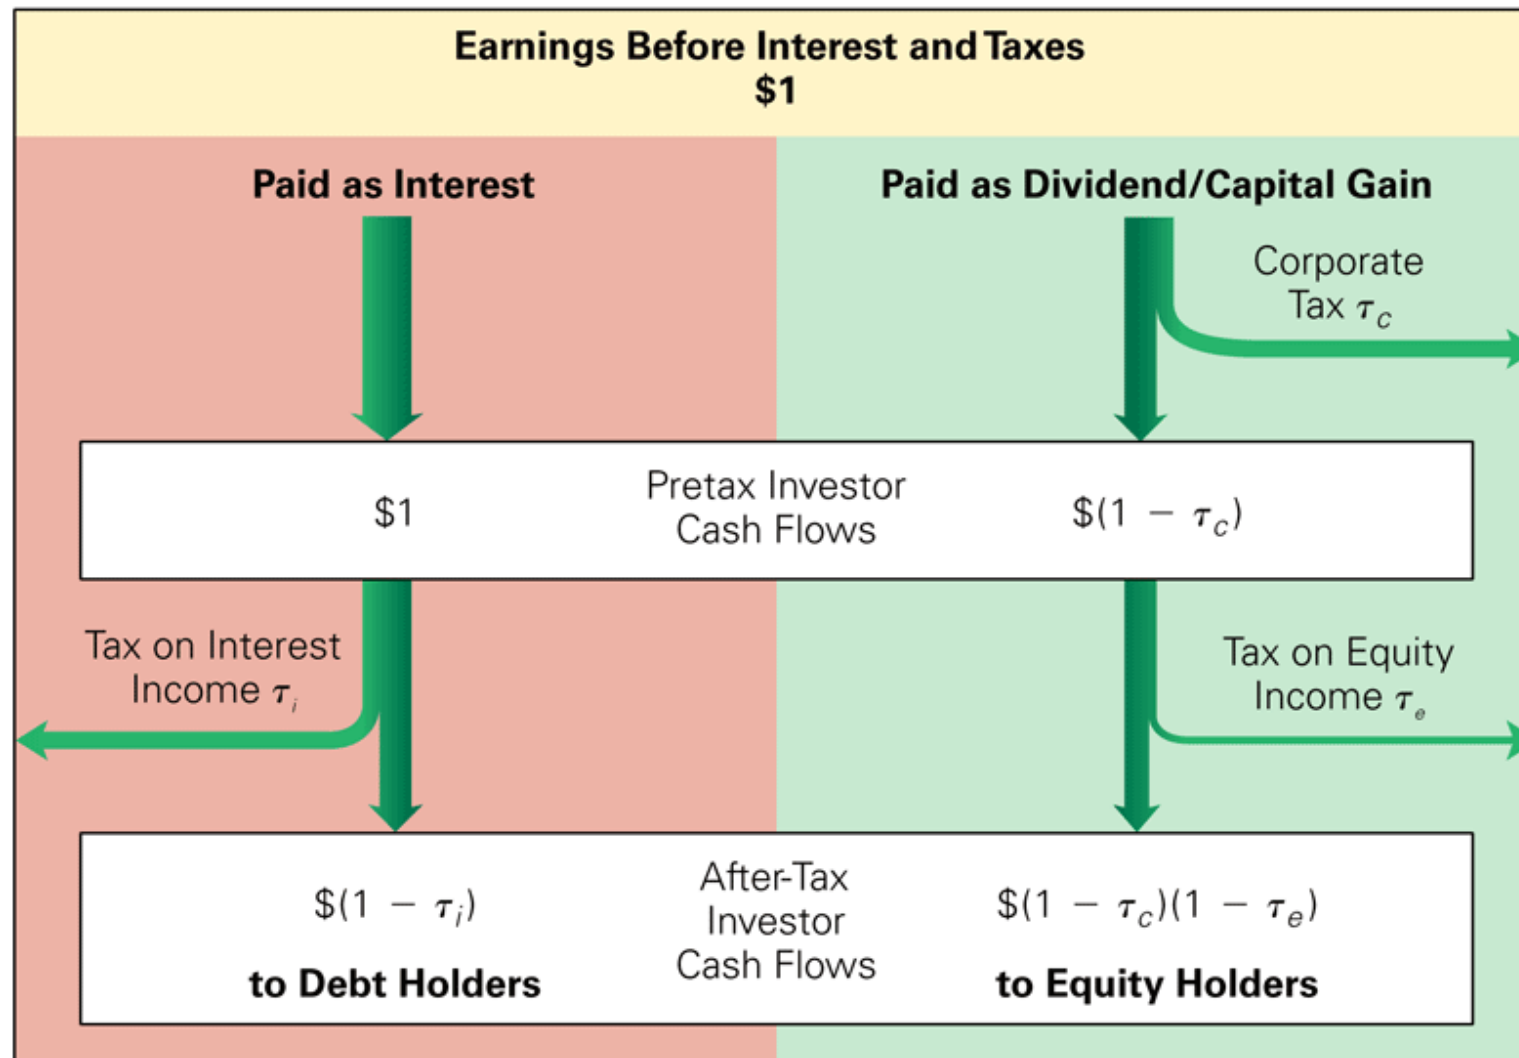 Earnings Before Interest and Taxes
$1
Paid as Interest
Paid as Dividend/Capital Gain
Corporate
Tax τc
$1
Pretax Investor
Cash Flows
$(1 − τc)
Tax on Interest
Income τi
Tax on Equity
Income τe
$(1 − τi)
to Debt Holders
After-Tax
Investor
Cash Flows
$(1 − τc)(1 − τe)
to Equity Holders